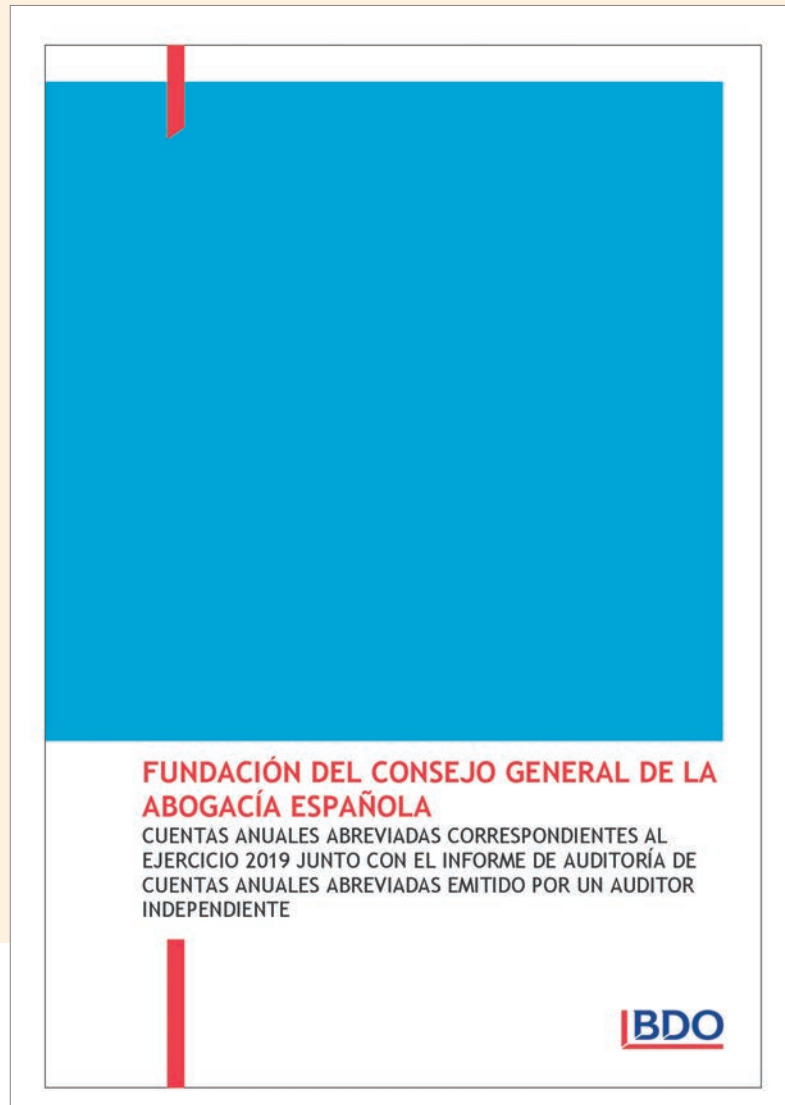 FUNDACIÓN DEL CONSEJO GENERAL DE LA
ABOGACÍA ESPAÑOLA
CUENTAS ANUALES ABREVIADAS CORRESPONDIENTES AL
EJERCICIO 2019 JUNTO CON EL INFORME DE AUDITORÍA DE
CUENTAS ANUALES ABREVIADAS EMITIDO POR UN AUDITOR
INDEPENDIENTE
BDO